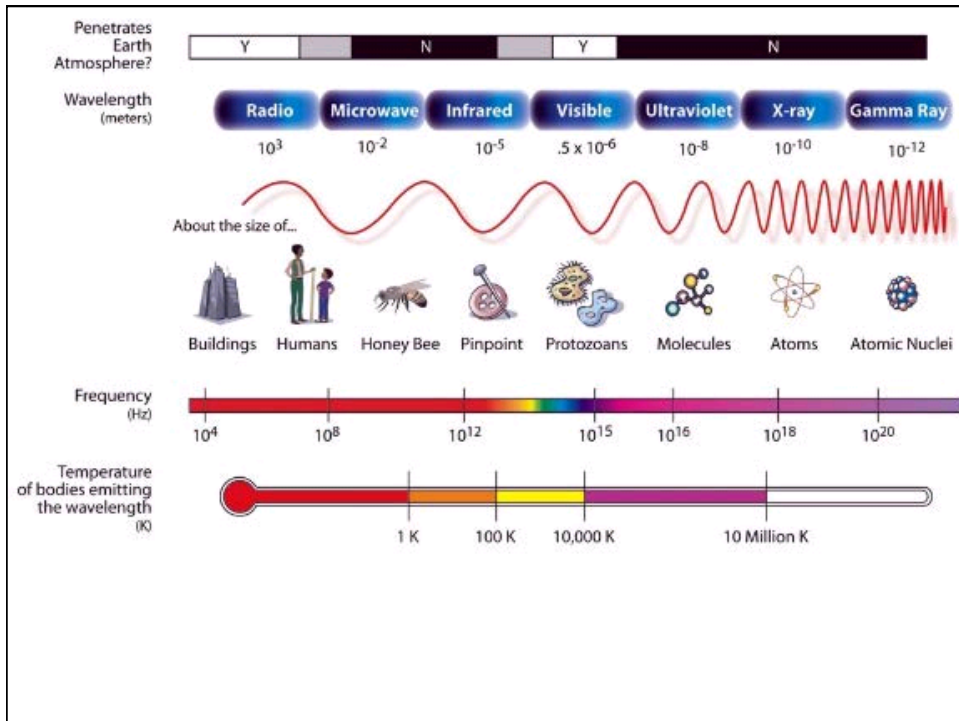 Penetrates
Earth
Atmosphere?
Y N Y N
Wavelength
(meters)
Radio Microwave Infrared Visible Ultraviolet X-ray Gamma Ray
10³ 10⁻² 10⁻⁵ .5 x 10⁻⁶ 10⁻⁸ 10⁻¹⁰ 10⁻¹²
About the size of...
Buildings Humans Honey Bee Pinpoint Protozoans Molecules Atoms Atomic Nuclei
Frequency
(Hz)
10⁴ 10⁸ 10¹² 10¹⁵ 10¹⁶ 10¹⁸ 10²⁰
Temperature
of bodies emitting
the wavelength
(K)
1 K 100 K 10,000 K 10 Million K